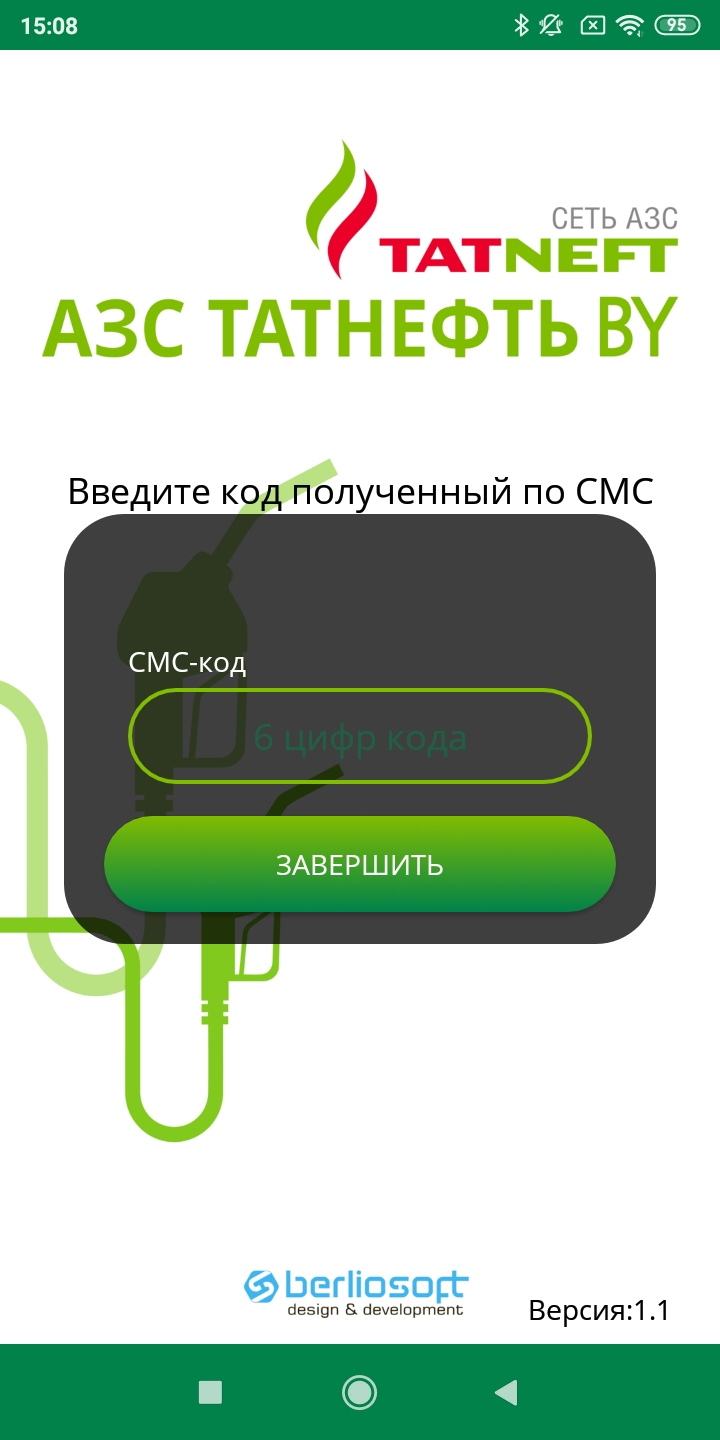 15:08
95
СЕТЬ АЗС
TATNEFT
АЗС ТАТНЕФТЬ BY
Введите код полученный по СМС
СМС-код
6 цифр кода
ЗАВЕРШИТЬ
berliosoft
design & development
Версия:1.1